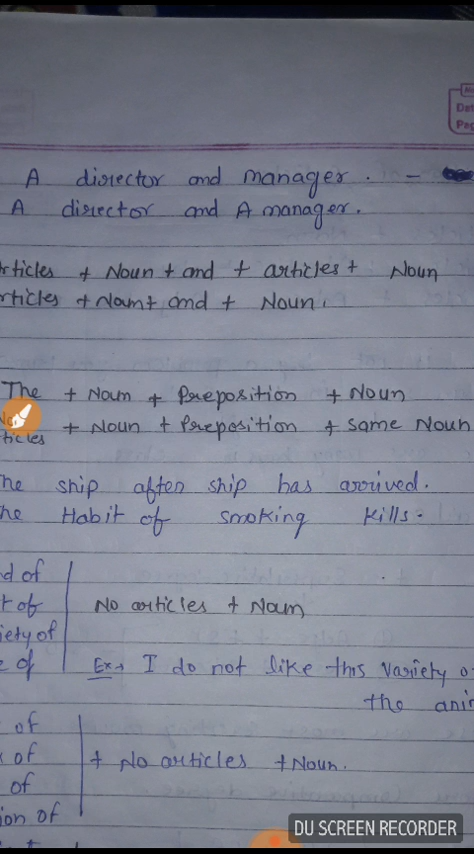 Date
Pag
A director and manager. -
A director and A manager.
rticles + Noun + and + articles + Noun
rticles + Noun + and + Noun.
The + Noun + Preposition + Noun
ticles + Noun + Preposition + same Noun
he ship after ship has arrived.
he Habit of smoking kills.
d of
t of No articles + Noun
iety of
e of Ex, I do not like this variety o
the ani
of
of + No articles + Noun.
of
ion of
DU SCREEN RECORDER